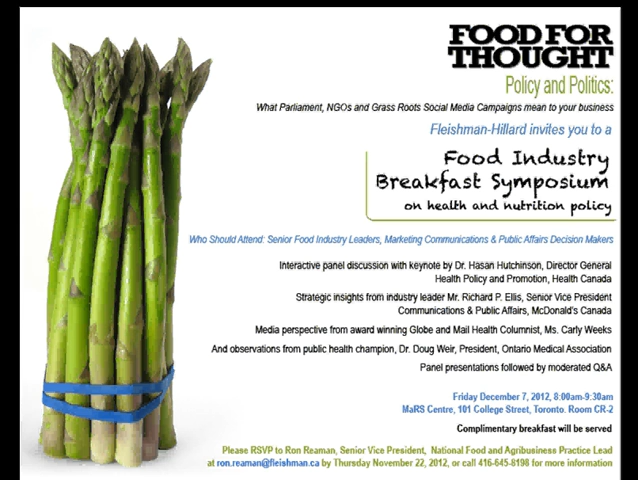 FOOD FOR
THOUGHT
Policy and Politics:
What Parliament, NGOs and Grass Roots Social Media Campaigns mean to your business
Fleishman-Hillard invites you to a
Food Industry
Breakfast Symposium
on health and nutrition policy
Who Should Attend: Senior Food Industry Leaders, Marketing Communications & Public Affairs Decision Makers
Interactive panel discussion with keynote by Dr. Hasan Hutchinson, Director General
Health Policy and Promotion, Health Canada
Strategic insights from industry leader Mr. Richard P. Ellis, Senior Vice President
Communications & Public Affairs, McDonald's Canada
Media perspective from award winning Globe and Mail Health Columnist, Ms. Carly Weeks
And observations from public health champion, Dr. Doug Weir, President, Ontario Medical Association
Panel presentations followed by moderated Q&A
Friday December 7, 2012, 8:00am-9:30am
MaRS Centre, 101 College Street, Toronto. Room CR-2
Complimentary breakfast will be served
Please RSVP to Ron Reaman, Senior Vice President, National Food and Agribusiness Practice Lead
at ron.reaman@fleishman.ca by Thursday November 22, 2012, or call 416-645-8198 for more information